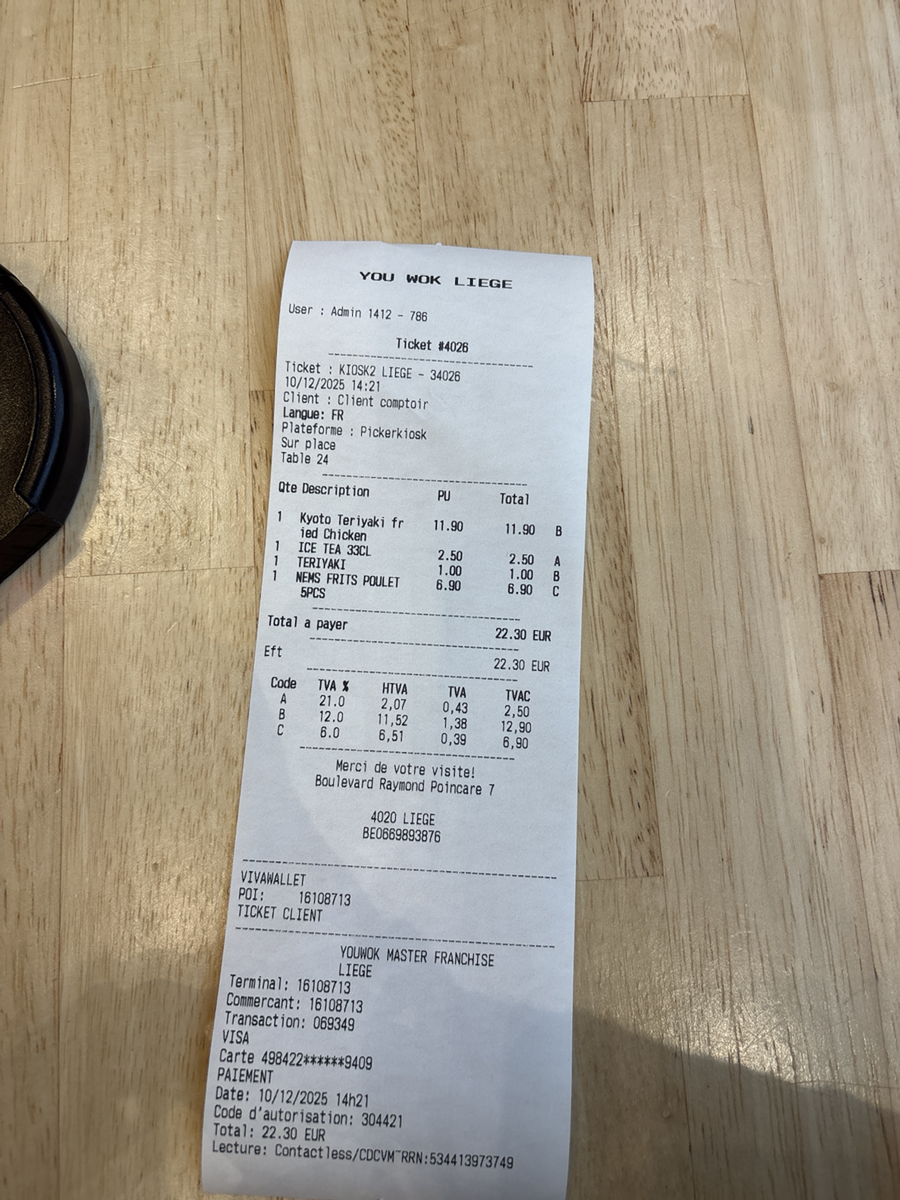 YOU WOK LIEGE
User : Admin 1412 - 786
Ticket #4026
Ticket : KIOSK2 LIEGE - 34026
10/12/2025 14:21
Client : Client comptoir
Langue: FR
Plateforme : Pickerkiosk
Sur place
Table 24
Qte Description PU Total
1 Kyoto Teriyaki fr 11.90 11.90 B
ied Chicken
1 ICE TEA 33CL 2.50 2.50 A
1 TERIYAKI 1.00 1.00 B
1 NEMS FRITS POULET 6.90 6.90 C
5PCS
Total a payer 22.30 EUR
Eft 22.30 EUR
Code TVA % HTVA TVA TVAC
A 21.0 2,07 0,43 2,50
B 12.0 11,52 1,38 12,90
C 6.0 6,51 0,39 6,90
Merci de votre visite!
Boulevard Raymond Poincare 7
4020 LIEGE
BE0669893876
VIVAWALLET
POI: 16108713
TICKET CLIENT
YOUWOK MASTER FRANCHISE
LIEGE
Terminal: 16108713
Commercant: 16108713
Transaction: 069349
VISA
Carte 498422******9409
PAIEMENT
Date: 10/12/2025 14h21
Code d'autorisation: 304421
Total: 22.30 EUR
Lecture: Contactless/CDCVM~RRN:534413973749